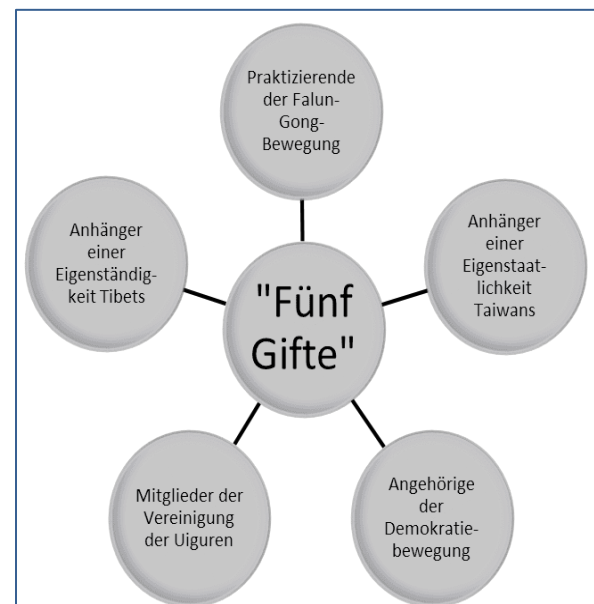 Praktizierende
der Falun-
Gong-
Bewegung
Anhänger
einer
Eigenständig-
keit Tibets
Anhänger
einer
Eigenstaat-
lichkeit
Taiwans
"Fünf
Gifte"
Mitglieder der
Vereinigung
der Uiguren
Angehörige
der
Demokratie-
bewegung